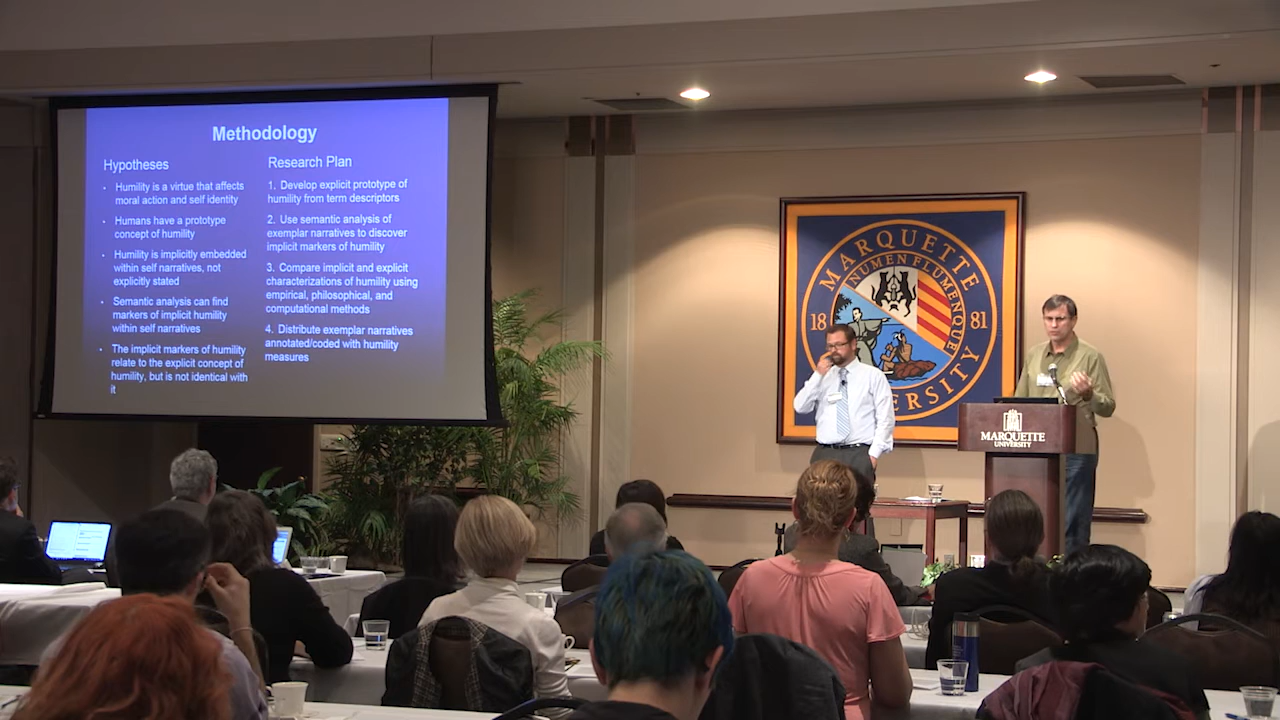 Methodology
Hypotheses
• Humility is a virtue that affects
moral action and self identity
• Humans have a prototype
concept of humility
• Humility is implicitly embedded
within self narratives, not
explicitly stated
• Semantic analysis can find
markers of implicit humility
within self narratives
• The implicit markers of humility
relate to the explicit concept of
humility, but is not identical with
it
Research Plan
1. Develop explicit prototype of
humility from term descriptors
2. Use semantic analysis of
exemplar narratives to discover
implicit markers of humility
3. Compare implicit and explicit
characterizations of humility using
empirical, philosophical, and
computational methods
4. Distribute exemplar narratives
annotated/coded with humility
measures
MARQUETTE
NUMEN FLUMENQUE
18 81
ERSITY
MARQUETTE
UNIVERSITY